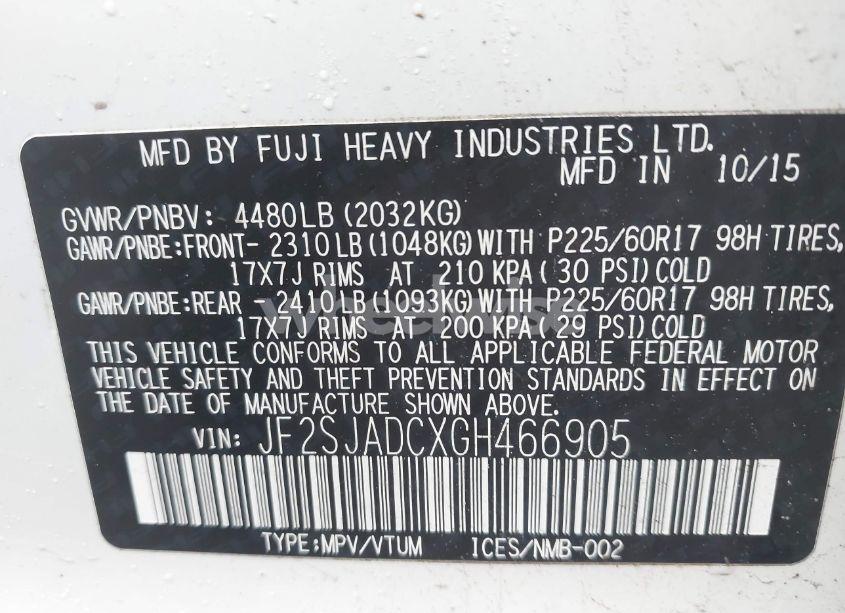 MFD BY FUJI HEAVY INDUSTRIES LTD.
MFD IN 10/15
GVWR/PNBV: 4480LB (2032KG)
GAWR/PNBE:FRONT- 2310LB (1048KG) WITH P225/60R17 98H TIRES,
17X7J RIMS AT 210 KPA ( 30 PSI) COLD
GAWR/PNBE:REAR - 2410LB (1093KG) WITH P225/60R17 98H TIRES,
17X7J RIMS AT 200 KPA (29 PSI) COLD
THIS VEHICLE CONFORMS TO ALL APPLICABLE FEDERAL MOTOR
VEHICLE SAFETY AND THEFT PREVENTION STANDARDS IN EFFECT ON
THE DATE OF MANUFACTURE SHOWN ABOVE.
VIN: JF2SJADCXGH466905
TYPE:MPV/VTUM ICES/NMB-002